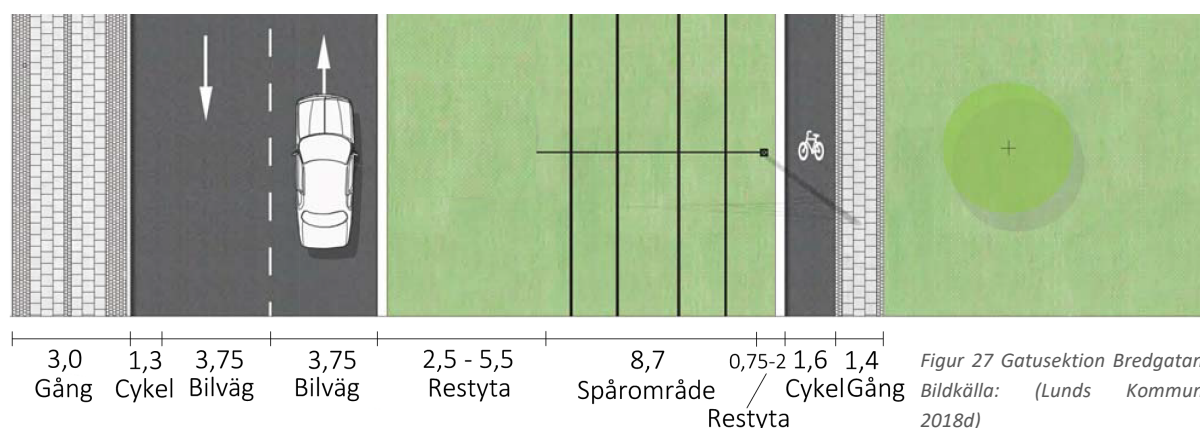 3,0 1,3 3,75 3,75 2,5 - 5,5 8,7 0,75-2 1,6 1,4
Gång Cykel Bilväg Bilväg Restyta Spårområde Restyta Cykel Gång
Figur 27 Gatusektion Bredgatan
Bildkälla: (Lunds Kommun
2018d)